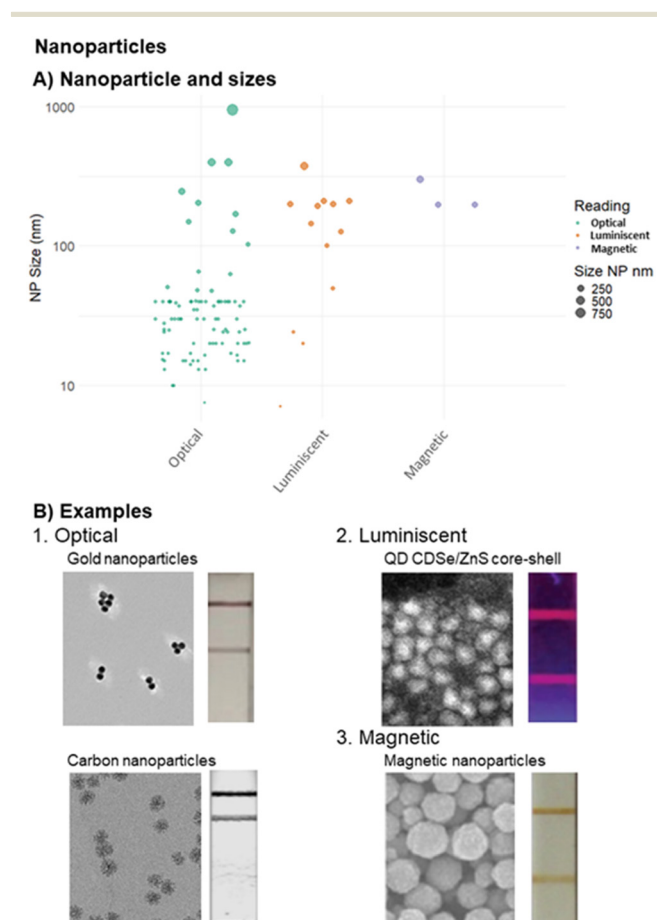 Nanoparticles
A) Nanoparticle and sizes
1000
100
10
NP Size (nm)
Optical
Luminiscent
Magnetic
Reading
Optical
Luminiscent
Magnetic
Size NP nm
250
500
750
B) Examples
1. Optical
Gold nanoparticles
2. Luminiscent
QD CDSe/ZnS core-shell
Carbon nanoparticles
3. Magnetic
Magnetic nanoparticles